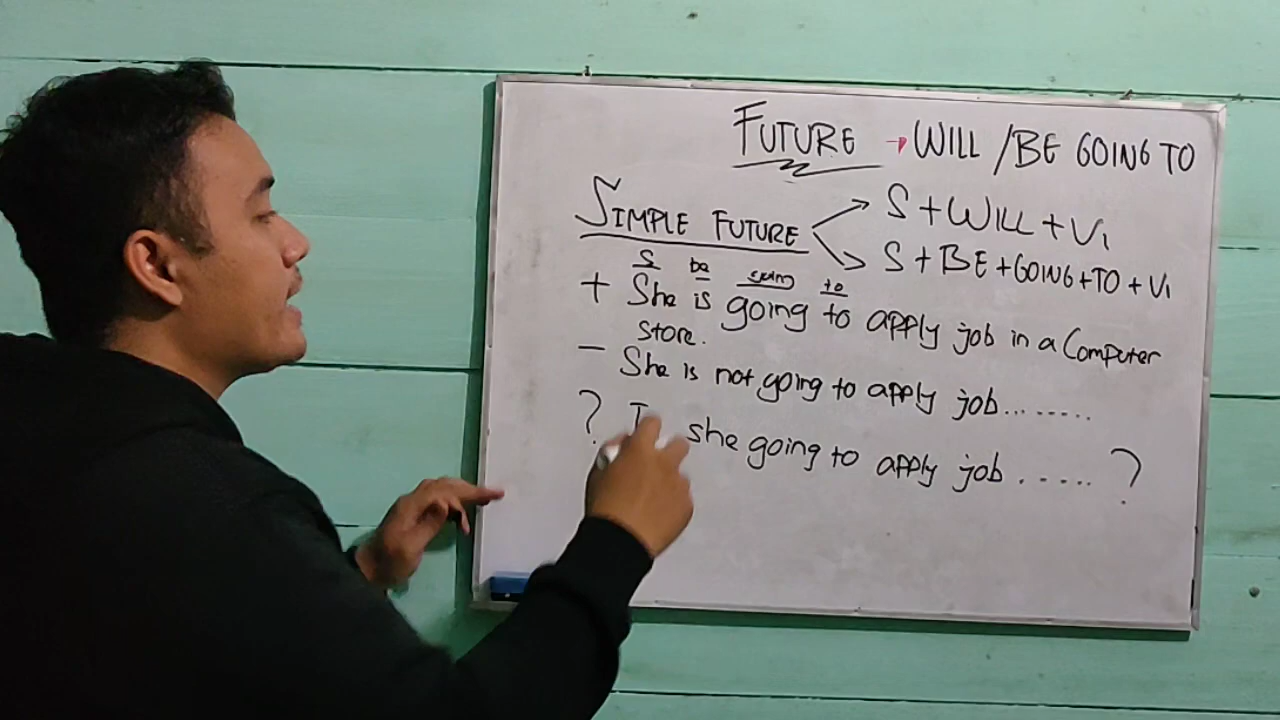 FUTURE → WILL / BE GOING TO
SIMPLE FUTURE
S + WILL + V1
S + BE + GOING + TO + V1
S be going to
+ She is going to apply job in a Computer
store.
- She is not going to apply job........
? she going to apply job ...... ?